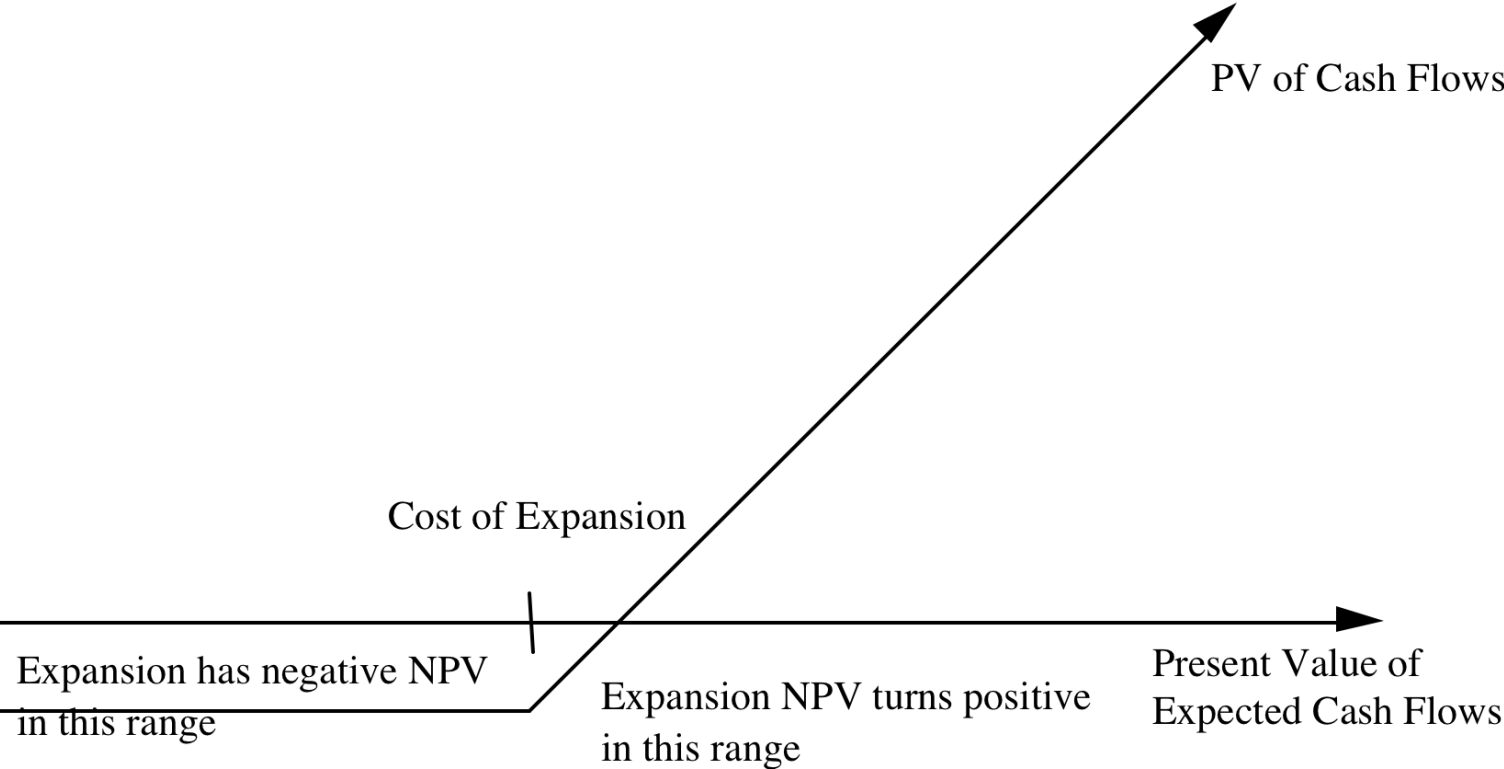 PV of Cash Flows
Cost of Expansion
Expansion has negative NPV
in this range
Expansion NPV turns positive
in this range
Present Value of
Expected Cash Flows